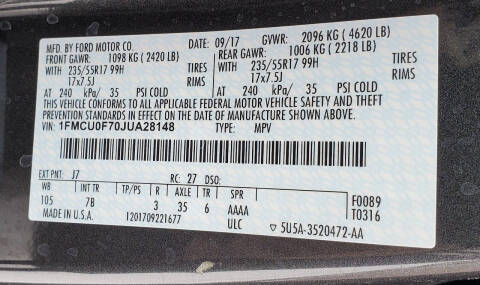 MFD. BY FORD MOTOR CO. 09/17 GVWR: 2096 KG (4620 LB)
FRONT GAWR: 1098 KG (2420 LB) REAR GAWR: 1006 KG (2218 LB)
WITH 235/55R17 99H TIRES WITH 235/55R17 99H TIRES
17x7.5J RIMS 17x7.5J RIMS
AT 240 kPa/ 35 PSI COLD AT 240 kPa/ 35 PSI COLD
THIS VEHICLE CONFORMS TO ALL APPLICABLE FEDERAL MOTOR VEHICLE SAFETY AND THEFT
PREVENTION STANDARDS IN EFFECT ON THE DATE OF MANUFACTURE SHOWN ABOVE.
VIN: 1FMCU0F70JUA28148 TYPE: MPV
EXT PNT: J7 RC: 27 DSO:
WB INT TR TP/PS R AXLE TR SPR F0089
105 7B 3 35 6 AAAA T0316
MADE IN U.S.A. 1201709221677 ULC ▽ 5U5A-3520472-AA